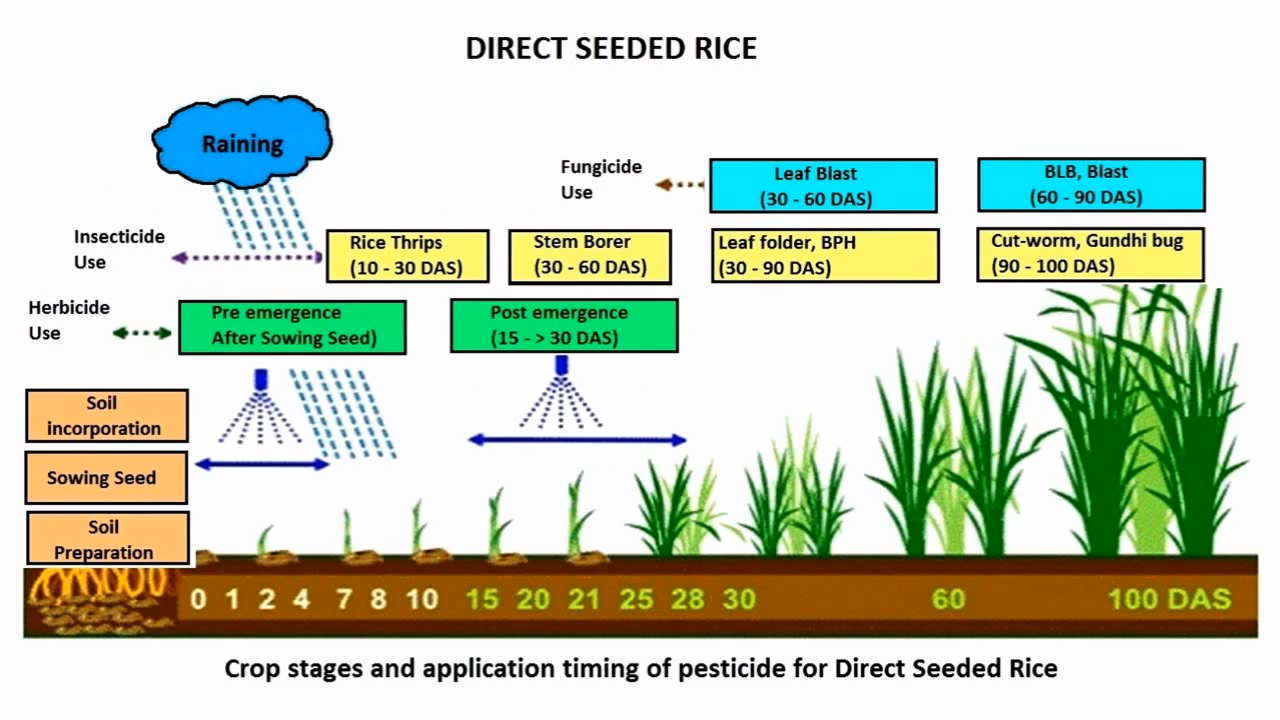 DIRECT SEEDED RICE
Raining
Fungicide
Use
Leaf Blast
(30 - 60 DAS)
BLB, Blast
(60 - 90 DAS)
Insecticide
Use
Rice Thrips
(10 - 30 DAS)
Stem Borer
(30 - 60 DAS)
Leaf folder, BPH
(30 - 90 DAS)
Cut-worm, Gundhi bug
(90 - 100 DAS)
Herbicide
Use
Pre emergence
After Sowing Seed)
Post emergence
(15 - > 30 DAS)
Soil
incorporation
Sowing Seed
Soil
Preparation
0 1 2 4 7 8 10 15 20 21 25 28 30 60 100 DAS
Crop stages and application timing of pesticide for Direct Seeded Rice